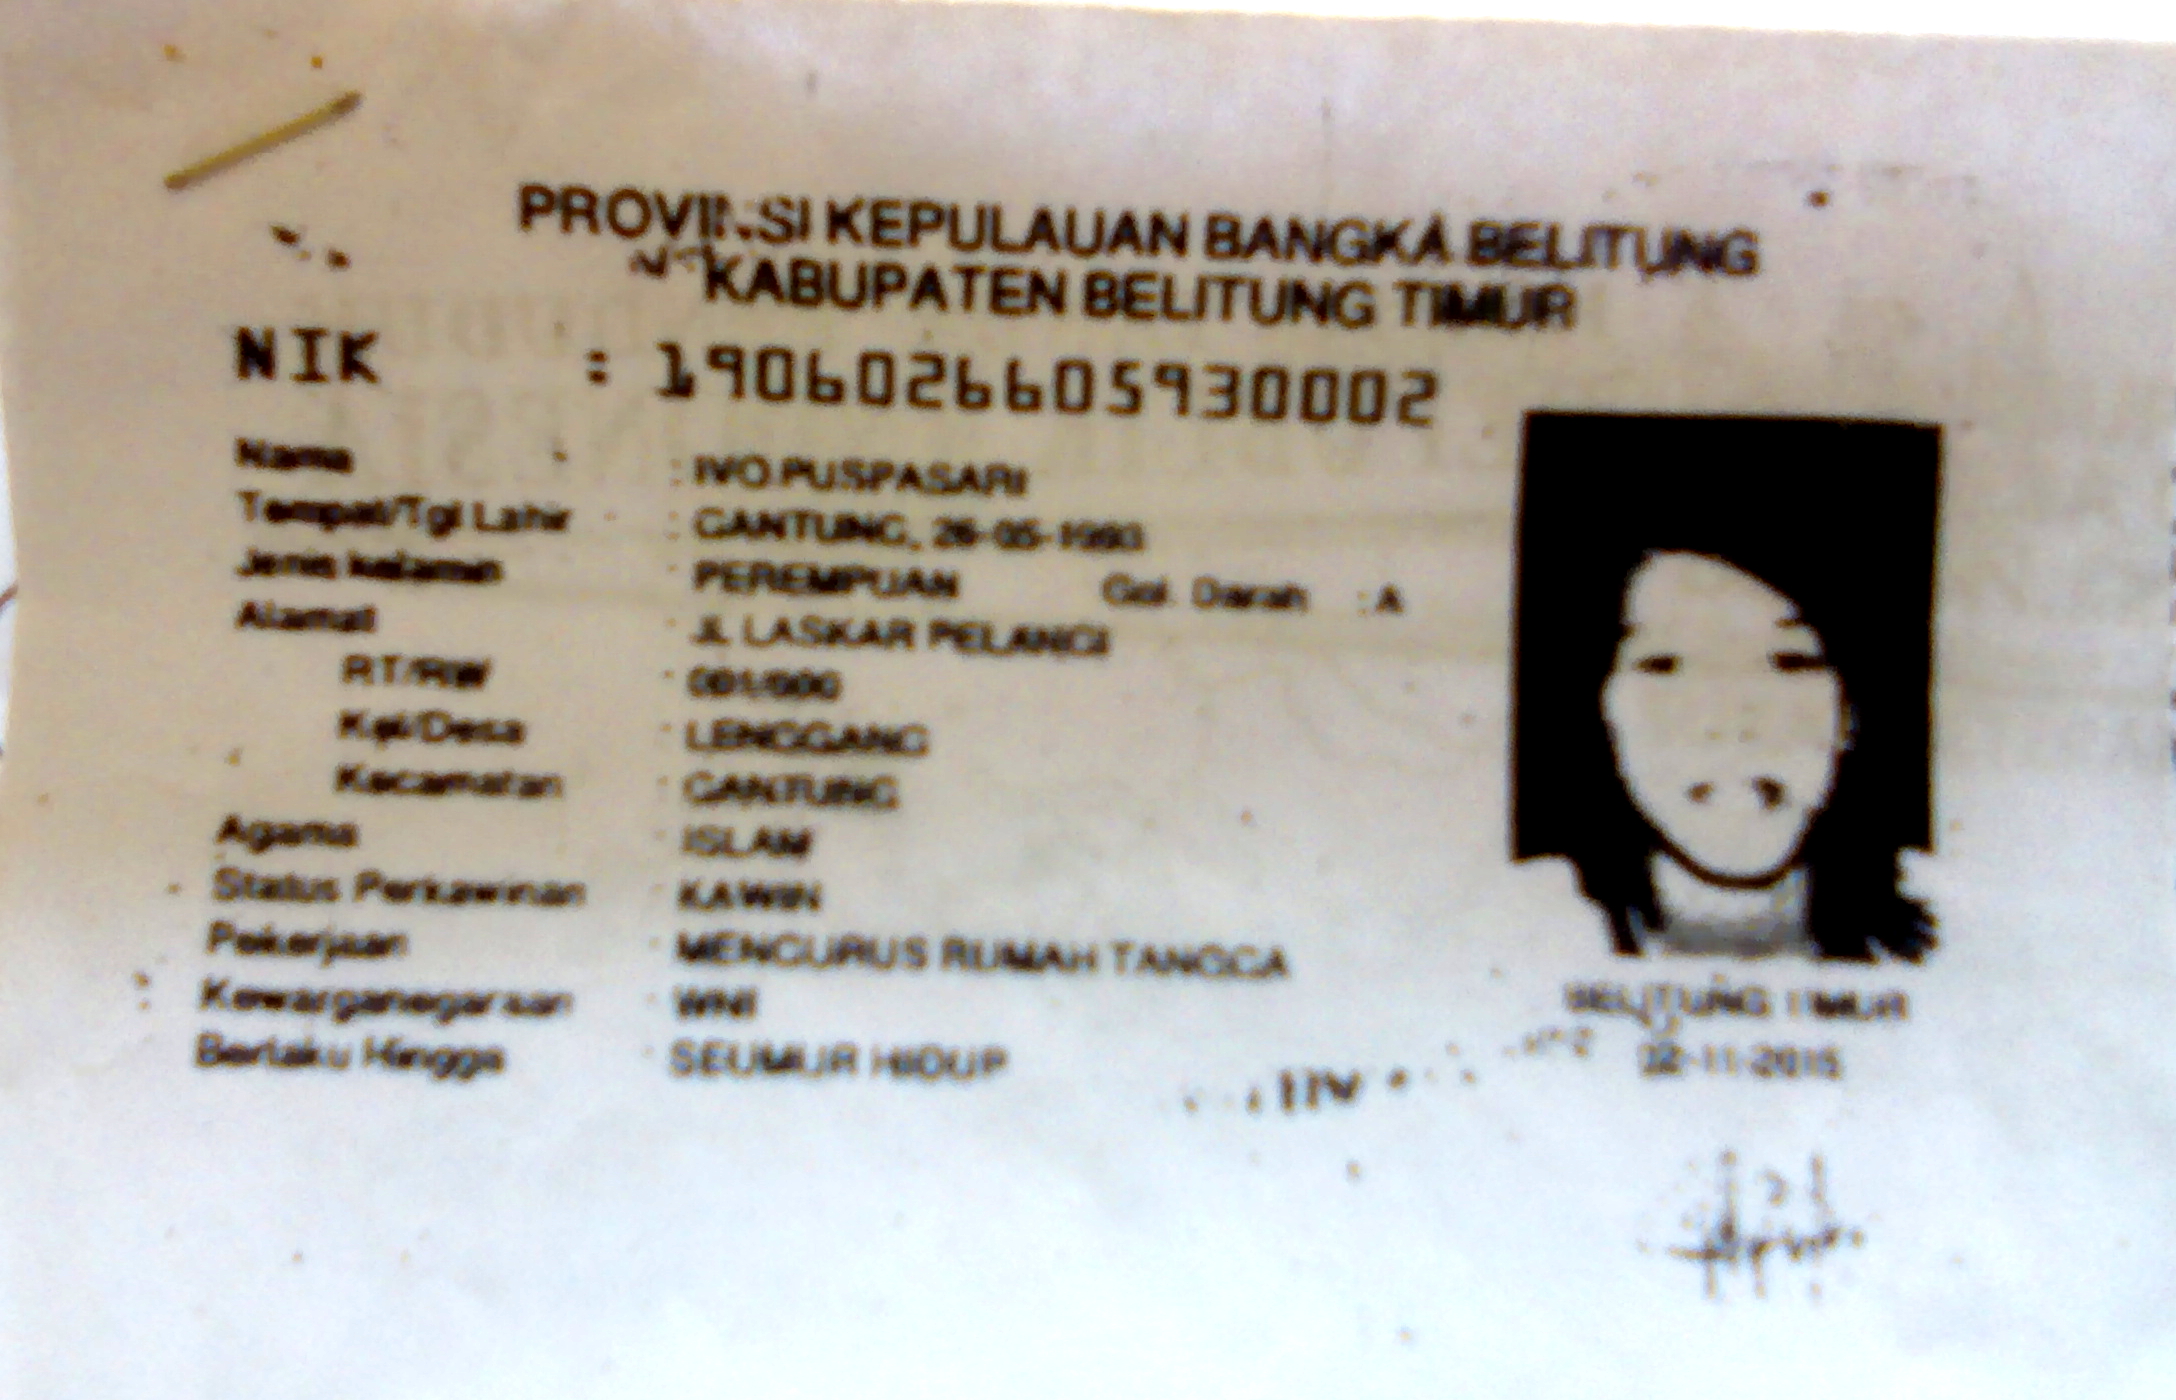 PROVINSI KEPULAUAN BANGKA BELITUNG
KABUPATEN BELITUNG TIMUR
NIK : 1906026605930002
Nama : IVO PUSPASARI
Tempat/Tgl Lahir : GANTUNG, 26-05-1993
Jenis kelamin : PEREMPUAN Gol. Darah : A
Alamat : JL LASKAR PELANGI
RT/RW : 001/000
Kel/Desa : LENGGANG
Kecamatan : GANTUNG
Agama : ISLAM
Status Perkawinan : KAWIN
Pekerjaan : MENGURUS RUMAH TANGGA
Kewarganegaraan : WNI
Berlaku Hingga : SEUMUR HIDUP
BELITUNG TIMUR
12-11-2015